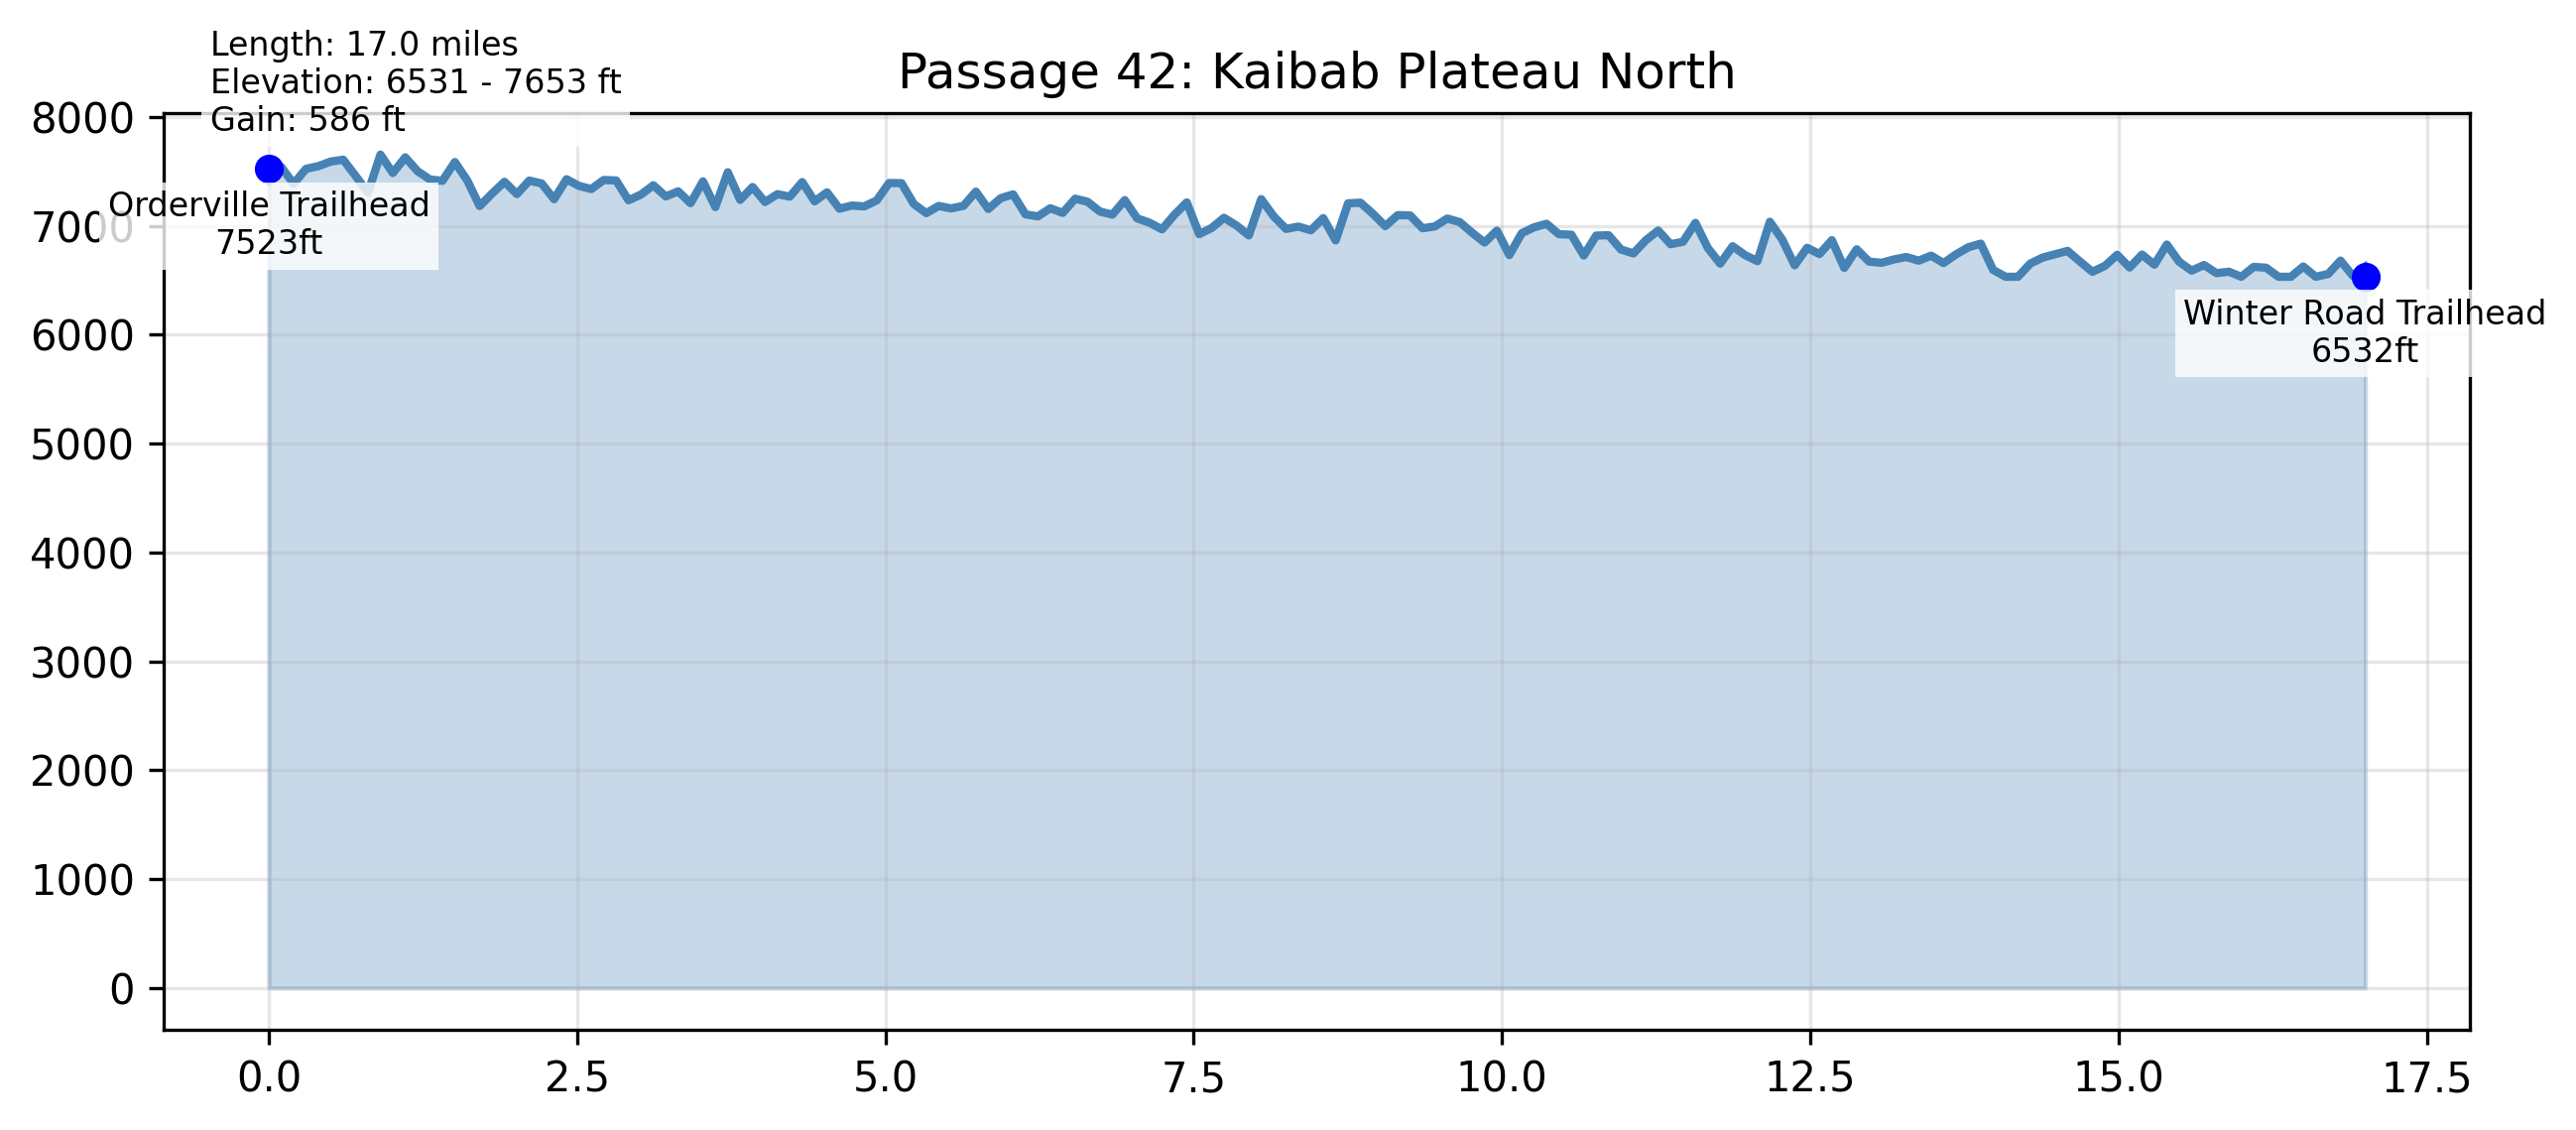 Length: 17.0 miles
Elevation: 6531 - 7653 ft
Gain: 586 ft
Passage 42: Kaibab Plateau North
8000
7000
6000
5000
4000
3000
2000
1000
0
Orderville Trailhead
7523ft
Winter Road Trailhead
6532ft
0.0 2.5 5.0 7.5 10.0 12.5 15.0 17.5